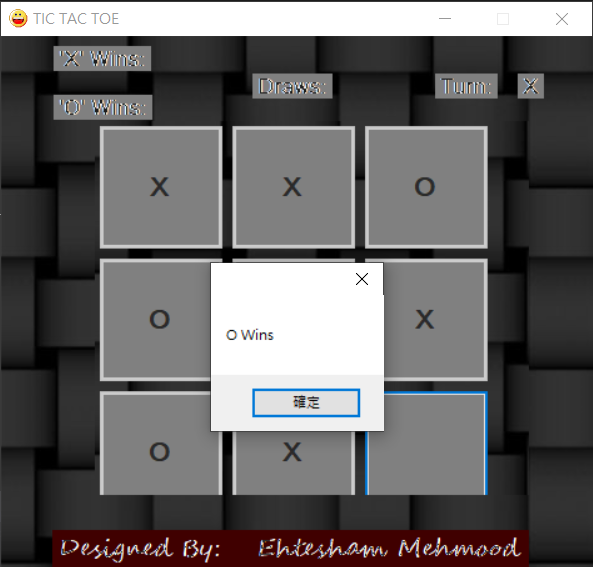 TIC TAC TOE
"X" Wins:
Draws:
Turn: X
"O" Wins:
X X O
O X
O Wins
確定
O X
Designed By: Ehtesham Mehmood